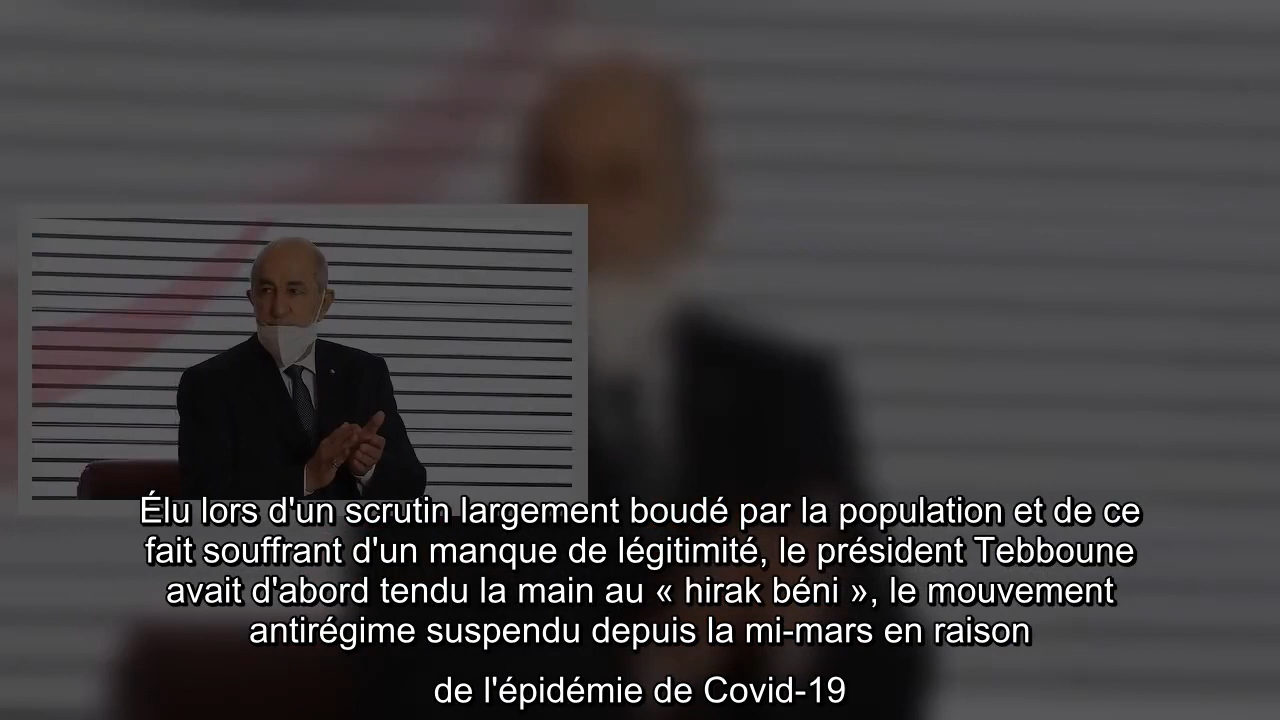 Élu lors d'un scrutin largement boudé par la population et de ce
fait souffrant d'un manque de légitimité, le président Tebboune
avait d'abord tendu la main au « hirak béni », le mouvement
antirégime suspendu depuis la mi-mars en raison
de l'épidémie de Covid-19